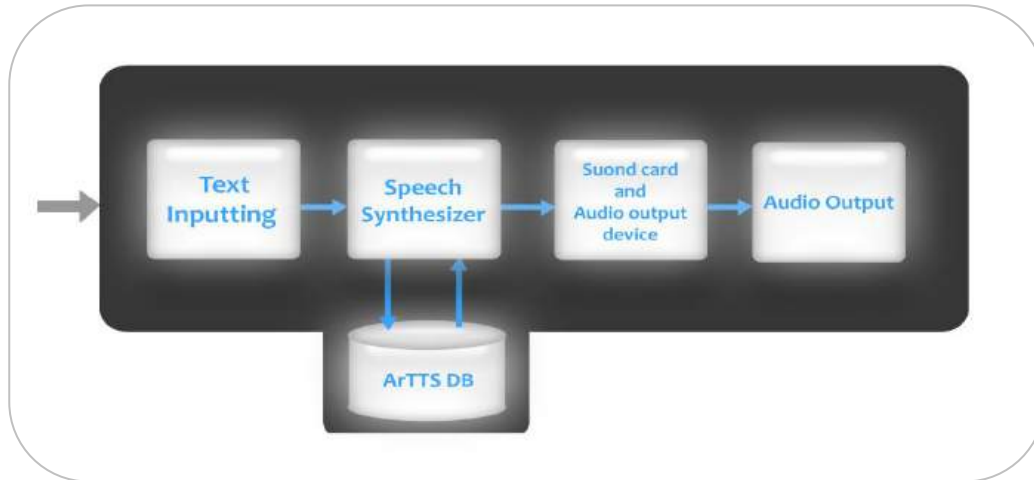 Text
Inputting
Speech
Synthesizer
Suond card
and
Audio output
device
Audio Output
ArTTS DB